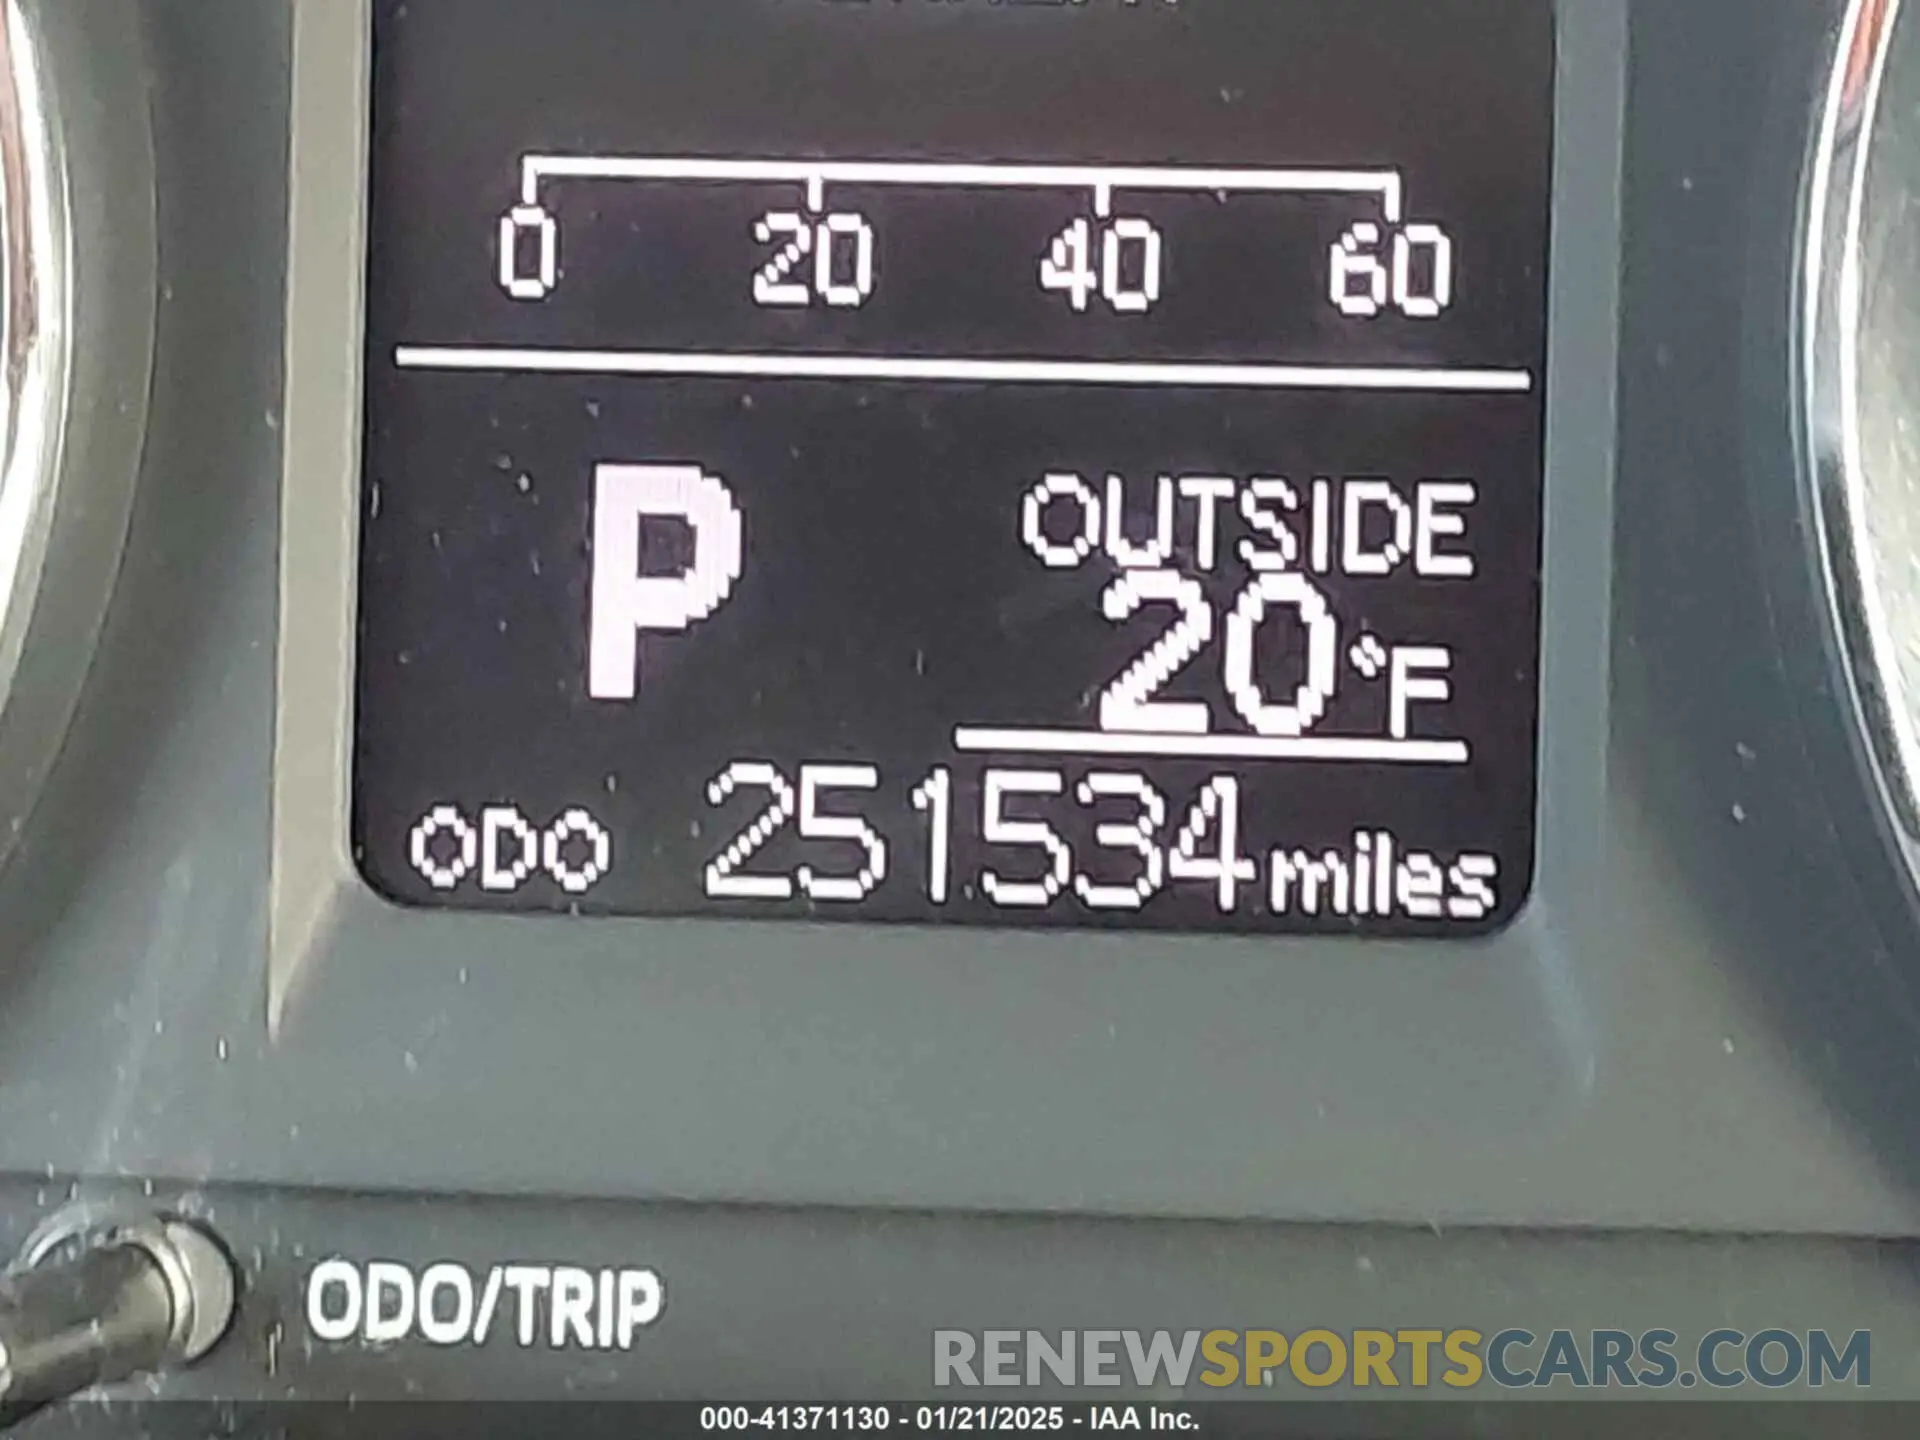 0 20 40 60
P
OUTSIDE
20°F
ODO 251534 miles
ODO/TRIP
RENEWSPORTSCARS.COM
000-41371130 - 01/21/2025 - IAA Inc.